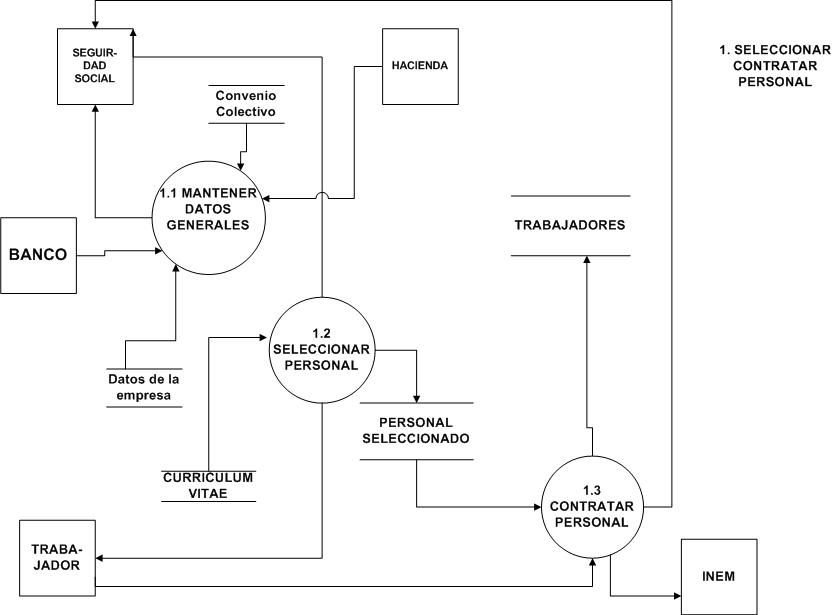 SEGUIR-
DAD
SOCIAL
HACIENDA
1. SELECCIONAR
CONTRATAR
PERSONAL
Convenio
Colectivo
1.1 MANTENER
DATOS
GENERALES
BANCO
TRABAJADORES
1.2
SELECCIONAR
PERSONAL
Datos de la
empresa
PERSONAL
SELECCIONADO
CURRICULUM
VITAE
1.3
CONTRATAR
PERSONAL
TRABA-
JADOR
INEM